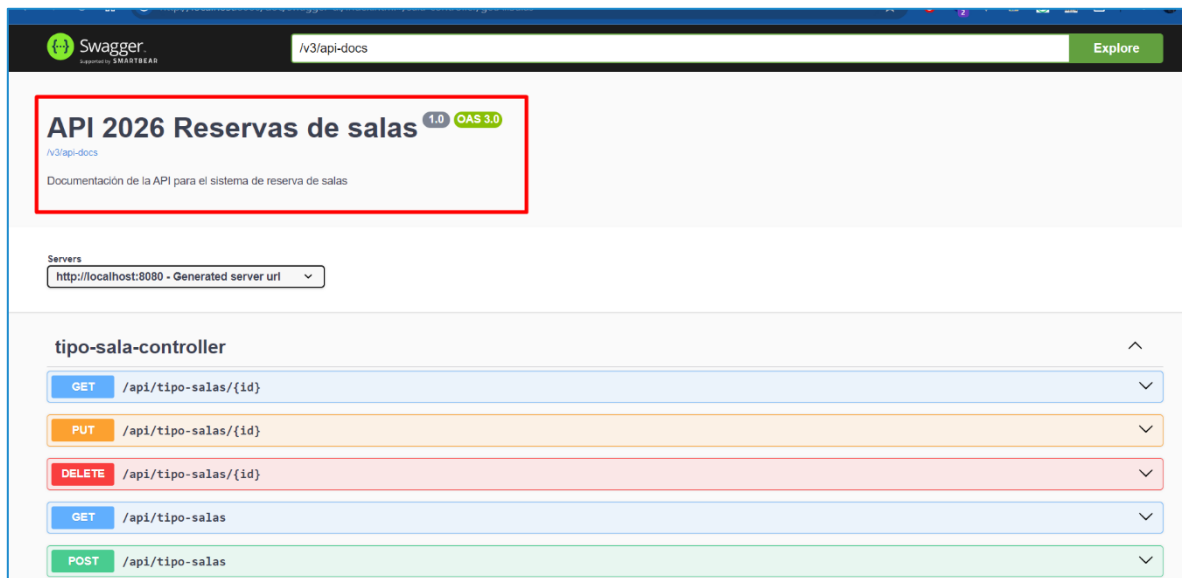 Swagger.
Supported by SMARTBEAR
/v3/api-docs
Explore
API 2026 Reservas de salas 1.0 OAS 3.0
/v3/api-docs
Documentación de la API para el sistema de reserva de salas
Servers
http://localhost:8080 - Generated server url
tipo-sala-controller
GET /api/tipo-salas/{id}
PUT /api/tipo-salas/{id}
DELETE /api/tipo-salas/{id}
GET /api/tipo-salas
POST /api/tipo-salas